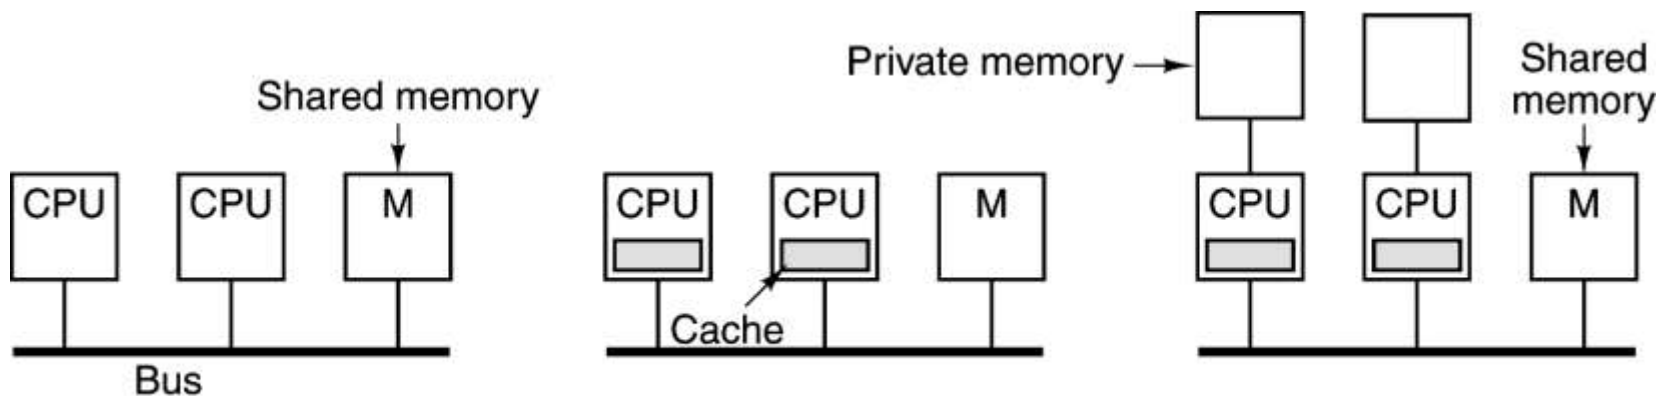 Shared memory
CPU
CPU
M
Bus
CPU
CPU
M
Cache
Private memory
Shared
memory
CPU
CPU
M